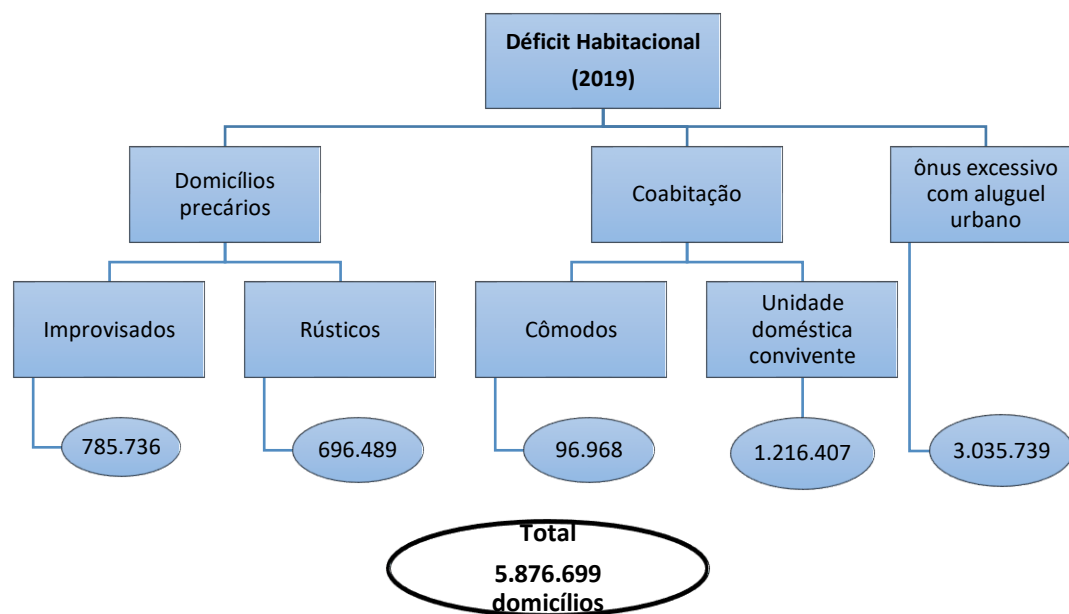 Déficit Habitacional
(2019)
Domicílios
precários
Coabitação
ônus excessivo
com aluguel
urbano
Improvisados
Rústicos
Cômodos
Unidade
doméstica
convivente
785.736
696.489
96.968
1.216.407
3.035.739
Total
5.876.699
domicílios